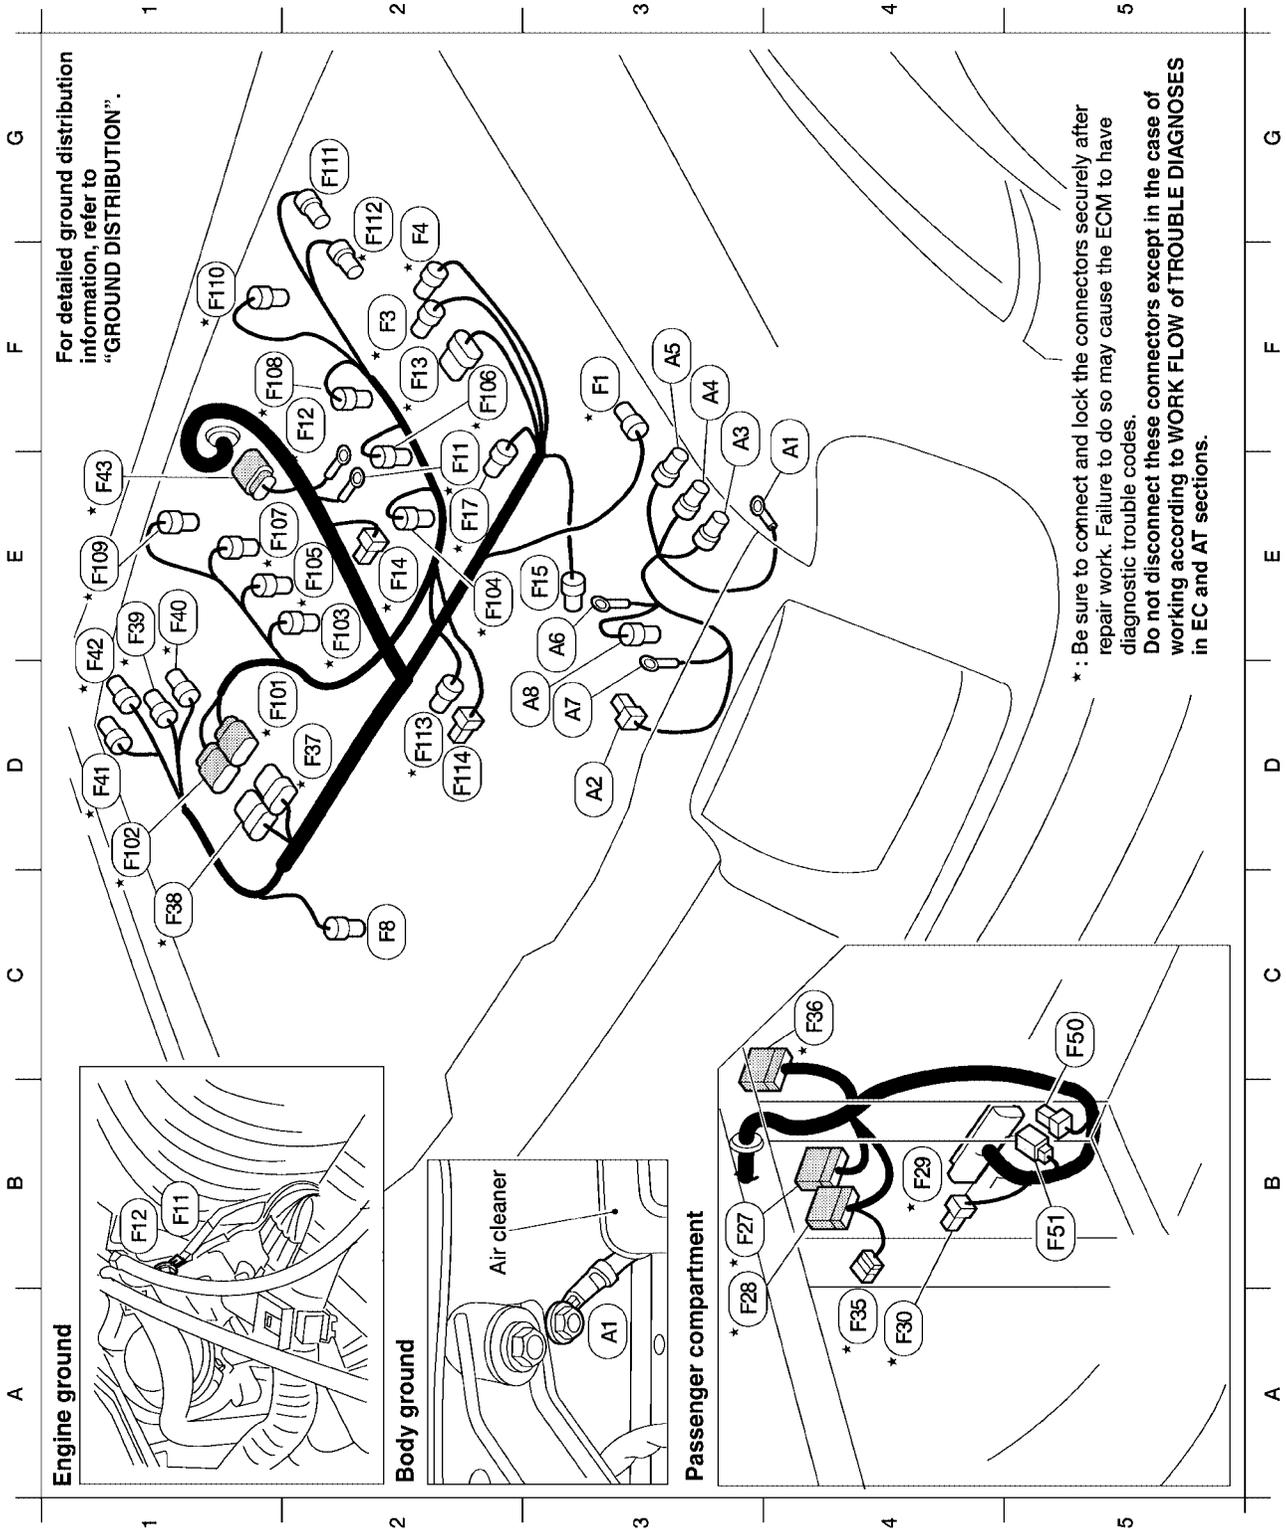 Engine ground
F12
F11
Body ground
Air cleaner
A1
Passenger compartment
★ F28
★ F27
★ F36
★ F29
★ F35
★ F30
F51
F50
For detailed ground distribution
information, refer to
“GROUND DISTRIBUTION”.
★ F38
★ F102
★ F41
★ F42
★ F39
★ F40
★ F109
★ F43
★ F110
F8
★ F37
★ F101
★ F103
★ F105
★ F107
F12
★ F108
F111
★ F112
★ F4
★ F3
★ F13
F106
★ F11
★ F17
★ F14
★ F104
★ F113
F114
F15
★ F1
A2
A7
A8
A6
A5
A4
A3
A1
★ : Be sure to connect and lock the connectors securely after
repair work. Failure to do so may cause the ECM to have
diagnostic trouble codes.
Do not disconnect these connectors except in the case of
working according to WORK FLOW of TROUBLE DIAGNOSES
in EC and AT sections.
A B C D E F G
A B C D E F G
1 2 3 4 5
1 2 3 4 5